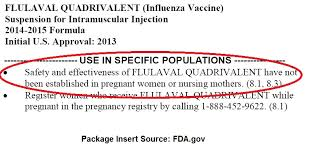 FLULAVAL QUADRIVALENT (Influenza Vaccine)
Suspension for Intramuscular Injection
2014-2015 Formula
Initial U.S. Approval: 2013
---------------------- USE IN SPECIFIC POPULATIONS ----------------------
• Safety and effectiveness of FLULAVAL QUADRIVALENT have not
been established in pregnant women or nursing mothers. (8.1, 8.3)
• Register women who receive FLULAVAL QUADRIVALENT while
pregnant in the pregnancy registry by calling 1-888-452-9622. (8.1)
Package Insert Source: FDA.gov